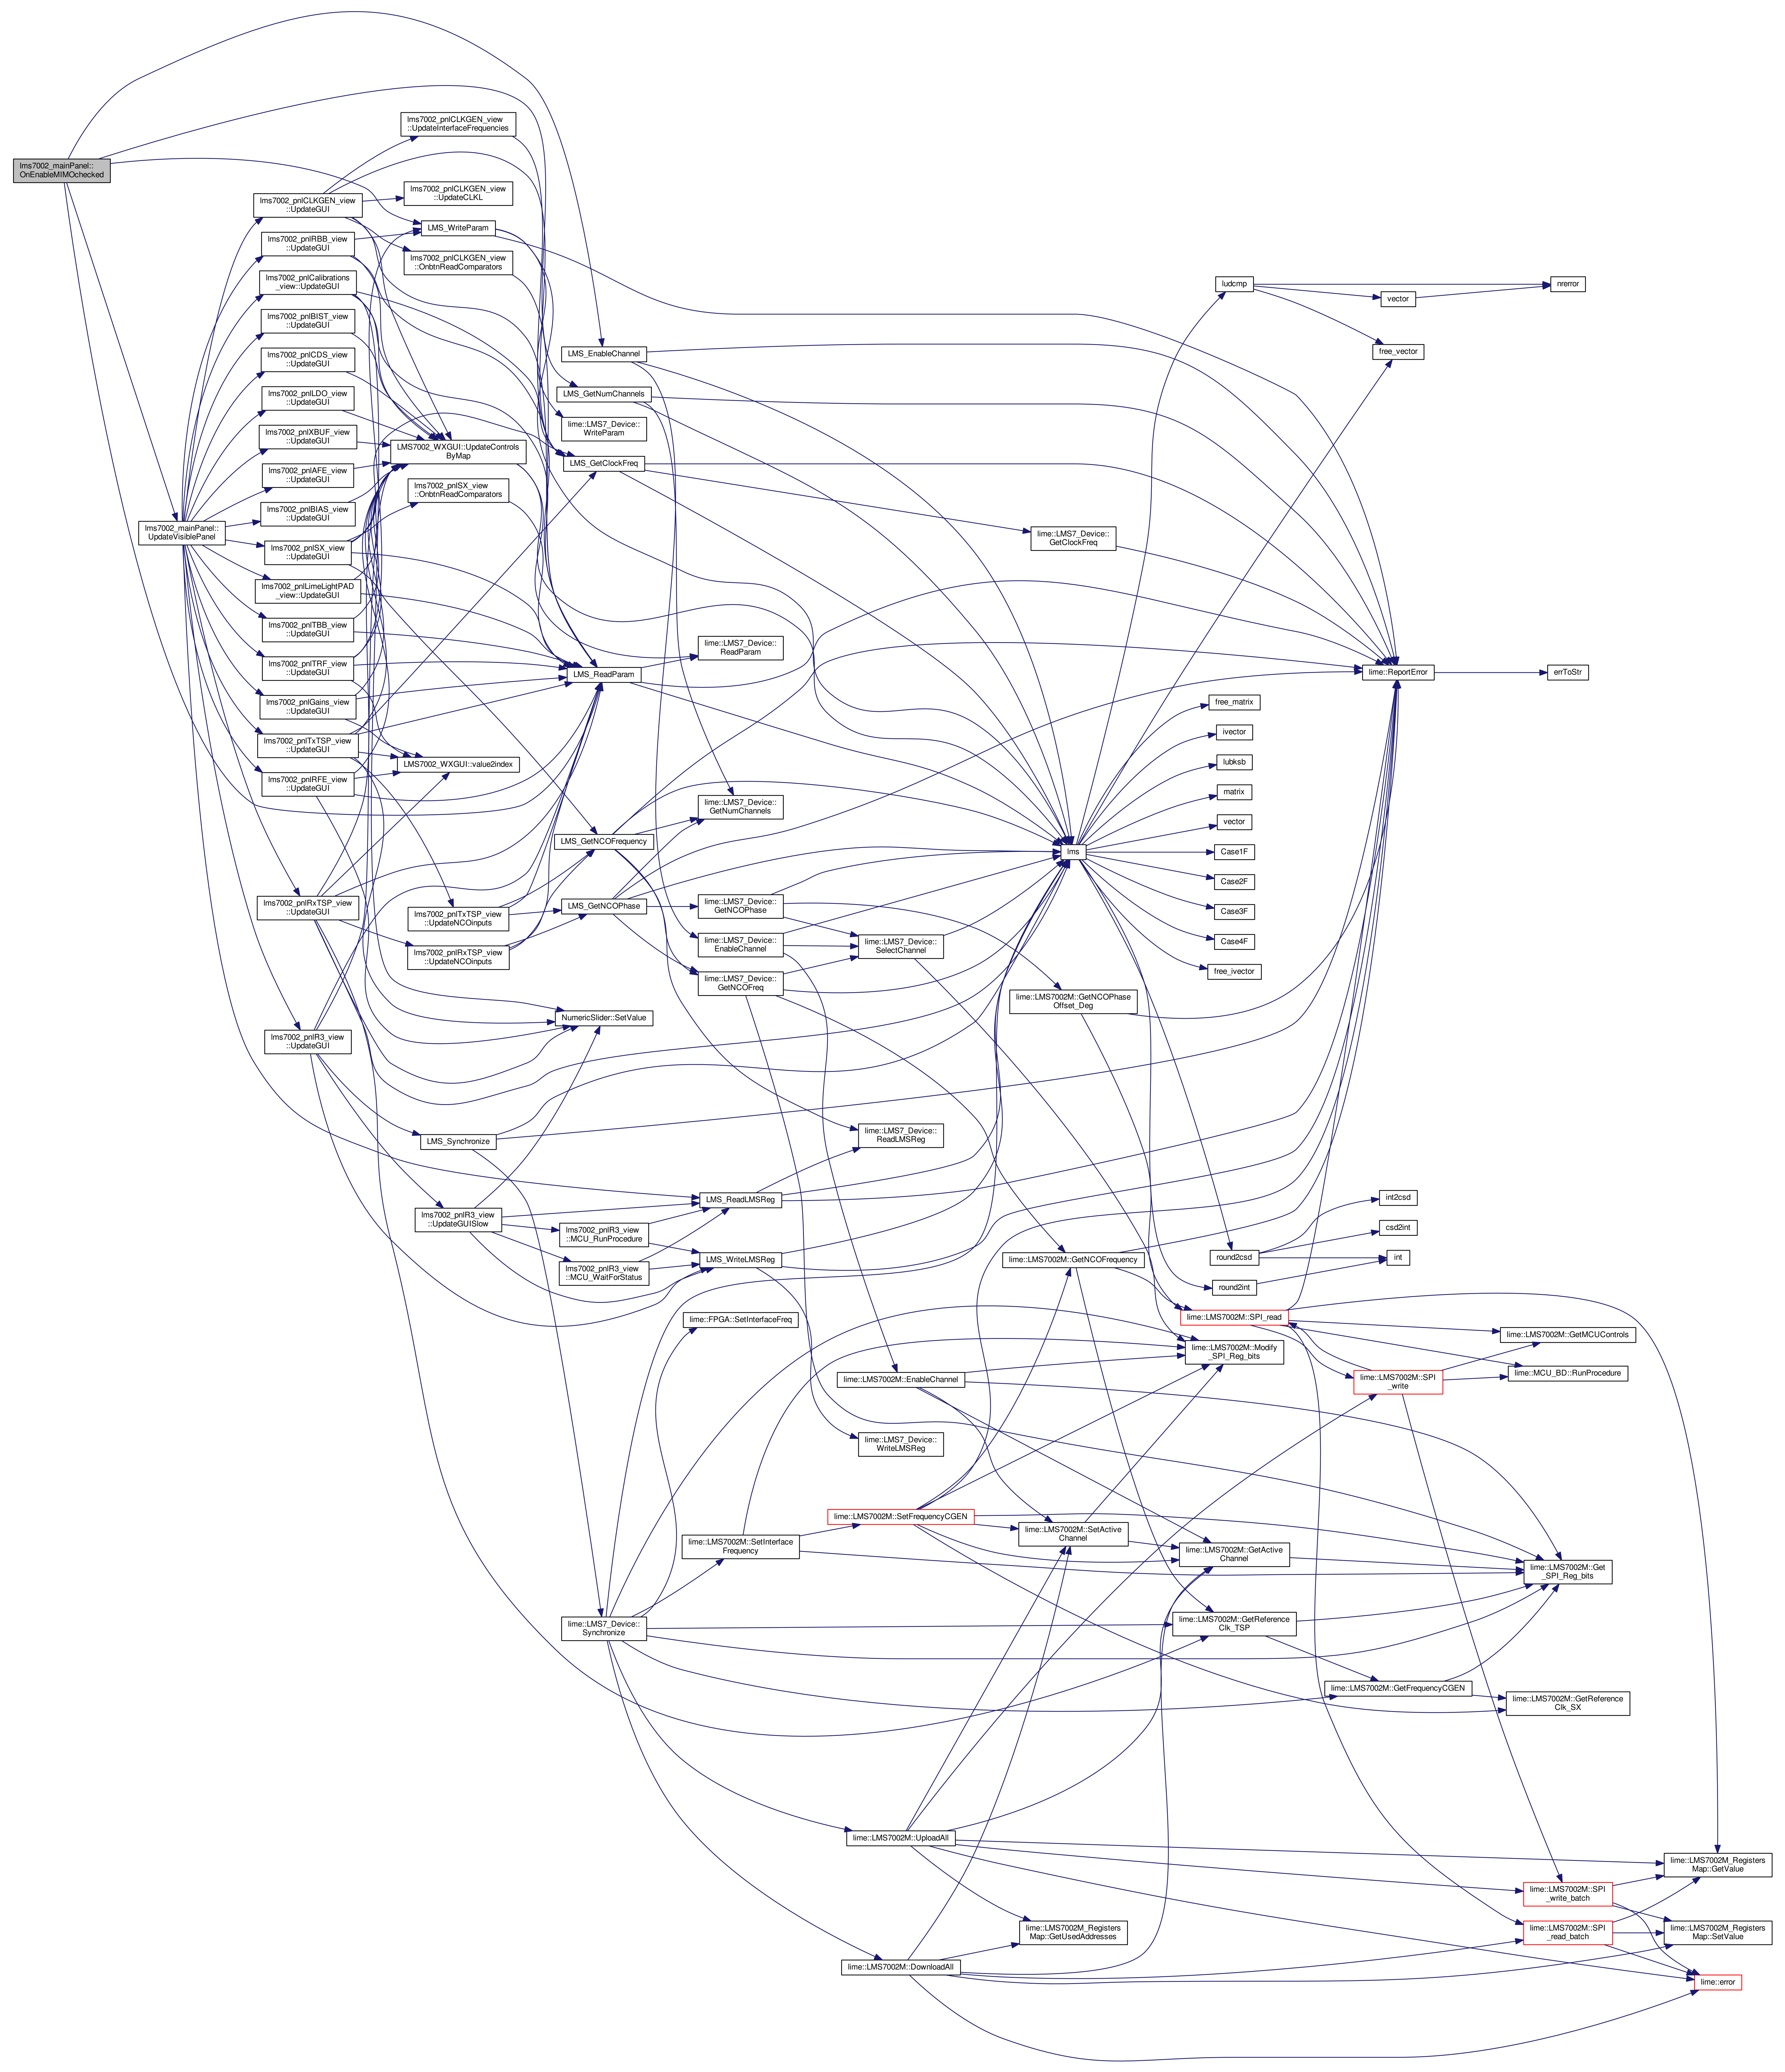 lms7002_mainPanel::
OnEnableMIMOchecked
lms7002_mainPanel::
UpdateVisiblePanel
lms7002_pnlCLKGEN_view
::UpdateGUI
lms7002_pnlRBB_view
::UpdateGUI
lms7002_pnlCalibrations
_view::UpdateGUI
lms7002_pnlBIST_view
::UpdateGUI
lms7002_pnlCDS_view
::UpdateGUI
lms7002_pnlLDO_view
::UpdateGUI
lms7002_pnlXBUF_view
::UpdateGUI
lms7002_pnlAFE_view
::UpdateGUI
lms7002_pnlBIAS_view
::UpdateGUI
lms7002_pnlSX_view
::UpdateGUI
lms7002_pnlLimeLightPAD
_view::UpdateGUI
lms7002_pnlTBB_view
::UpdateGUI
lms7002_pnlTRF_view
::UpdateGUI
lms7002_pnlGains_view
::UpdateGUI
lms7002_pnlTxTSP_view
::UpdateGUI
lms7002_pnlRFE_view
::UpdateGUI
lms7002_pnlRxTSP_view
::UpdateGUI
lms7002_pnlR3_view
::UpdateGUI
lms7002_pnlCLKGEN_view
::UpdateInterfaceFrequencies
lms7002_pnlCLKGEN_view
::UpdateCLKL
LMS_WriteParam
lms7002_pnlCLKGEN_view
::OnbtnReadComparators
LMS7002_WXGUI::UpdateControls
ByMap
lms7002_pnlSX_view
::OnbtnReadComparators
LMS7002_WXGUI::value2index
lms7002_pnlTxTSP_view
::UpdateNCOinputs
lms7002_pnlRxTSP_view
::UpdateNCOinputs
LMS_Synchronize
lms7002_pnlR3_view
::UpdateGUISlow
LMS_EnableChannel
LMS_GetNumChannels
lime::LMS7_Device::
WriteParam
LMS_GetClockFreq
LMS_ReadParam
LMS_GetNCOFrequency
LMS_GetNCOPhase
NumericSlider::SetValue
lms7002_pnlR3_view
::MCU_RunProcedure
lms7002_pnlR3_view
::MCU_WaitForStatus
lime::LMS7_Device::
Synchronize
lime::LMS7_Device::
ReadParam
lime::LMS7_Device::
GetNumChannels
lime::LMS7_Device::
GetNCOPhase
lime::LMS7_Device::
EnableChannel
lime::LMS7_Device::
GetNCOFreq
LMS_ReadLMSReg
LMS_WriteLMSReg
lime::FPGA::SetInterfaceFreq
lime::LMS7002M::SetInterface
Frequency
lime::LMS7_Device::
SelectChannel
lime::LMS7_Device::
ReadLMSReg
lime::LMS7002M::EnableChannel
lime::LMS7_Device::
WriteLMSReg
lime::LMS7002M::SetFrequencyCGEN
lime::LMS7002M::UploadAll
lime::LMS7002M::DownloadAll
lime::LMS7_Device::
GetClockFreq
lms
lime::LMS7002M::GetNCOPhase
Offset_Deg
lime::LMS7002M::GetNCOFrequency
lime::LMS7002M::SetActive
Channel
lime::LMS7002M_Registers
Map::GetUsedAddresses
ludcmp
free_matrix
ivector
lubksb
matrix
vector
Case1F
Case2F
Case3F
Case4F
free_ivector
round2csd
round2int
lime::LMS7002M::SPI_read
lime::LMS7002M::Modify
_SPI_Reg_bits
lime::LMS7002M::GetActive
Channel
lime::LMS7002M::GetReference
Clk_TSP
vector
free_vector
lime::ReportError
int2csd
csd2int
int
lime::LMS7002M::SPI
_write
lime::LMS7002M::GetFrequencyCGEN
nrerror
errToStr
lime::LMS7002M::GetMCUControls
lime::MCU_BD::RunProcedure
lime::LMS7002M::Get
_SPI_Reg_bits
lime::LMS7002M::GetReference
Clk_SX
lime::LMS7002M::SPI
_write_batch
lime::LMS7002M::SPI
_read_batch
lime::LMS7002M_Registers
Map::GetValue
lime::LMS7002M_Registers
Map::SetValue
lime::error